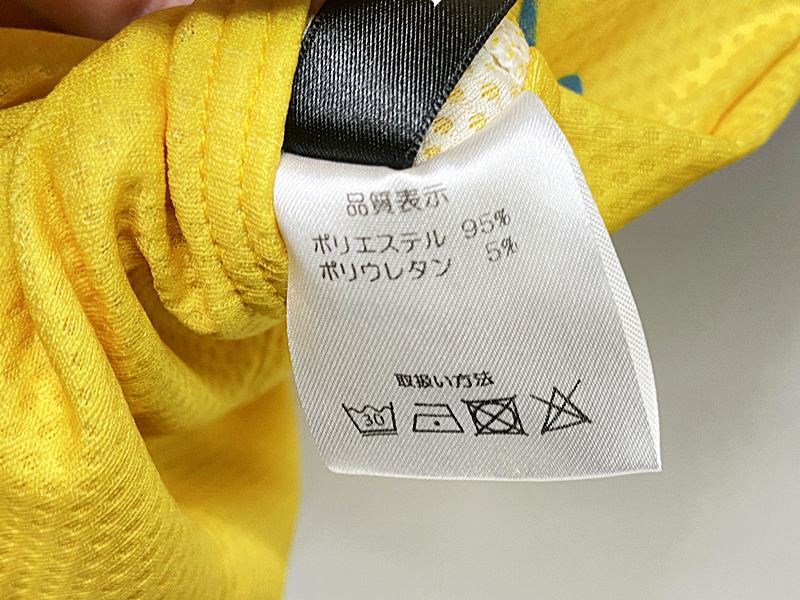 品質表示
ポリエステル 95%
ポリウレタン 5%
取扱い方法
30